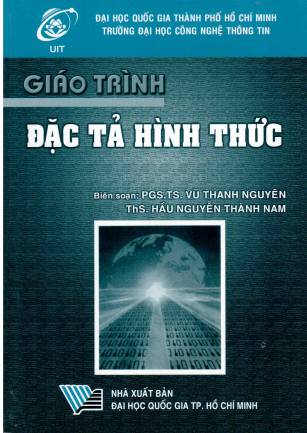 UIT
ĐẠI HỌC QUỐC GIA THÀNH PHỐ HỒ CHÍ MINH
TRƯỜNG ĐẠI HỌC CÔNG NGHỆ THÔNG TIN
GIÁO TRÌNH
ĐẶC TẢ HÌNH THỨC
Biên soạn: PGS.TS. VŨ THANH NGUYÊN
ThS. HẦU NGUYÊN THÀNH NAM
NHÀ XUẤT BẢN
ĐẠI HỌC QUỐC GIA TP. HỒ CHÍ MINH